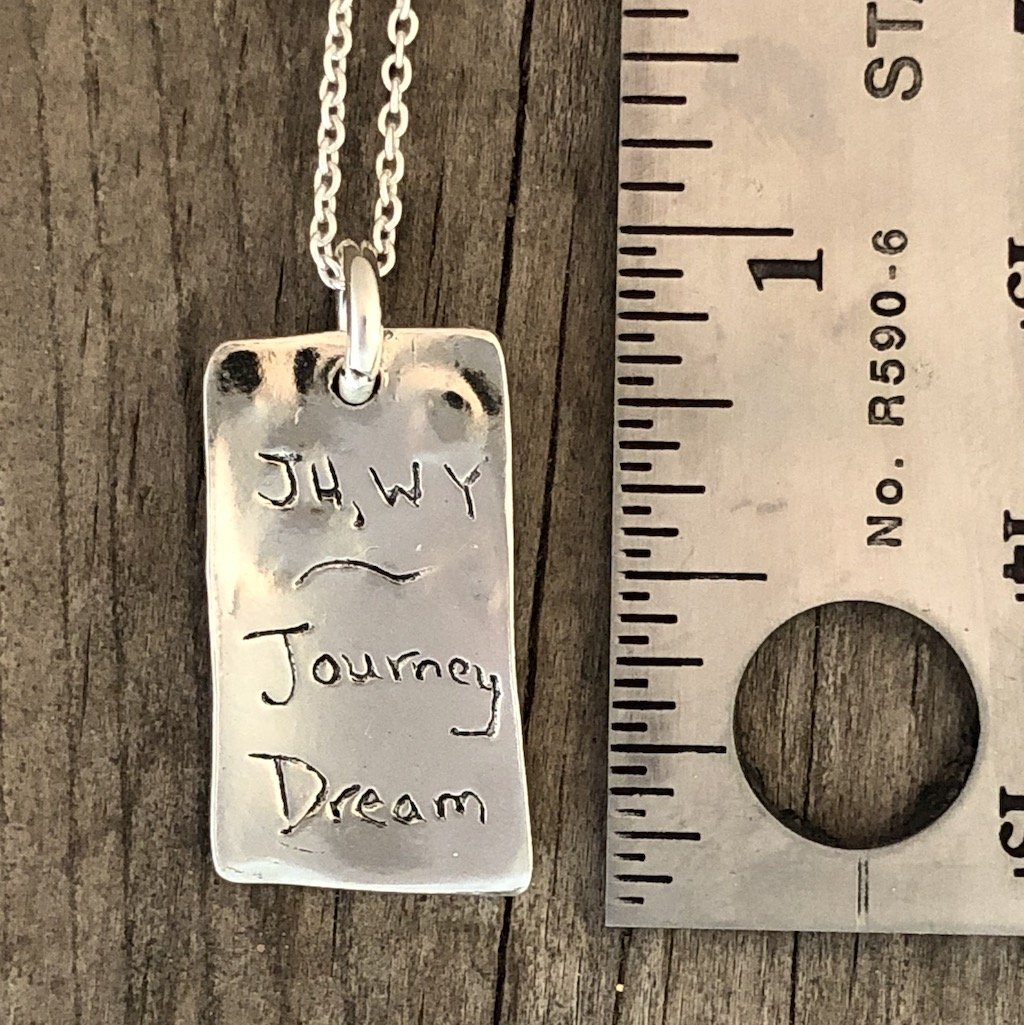 JH, WY
~
Journey
Dream
1
No. R590-6